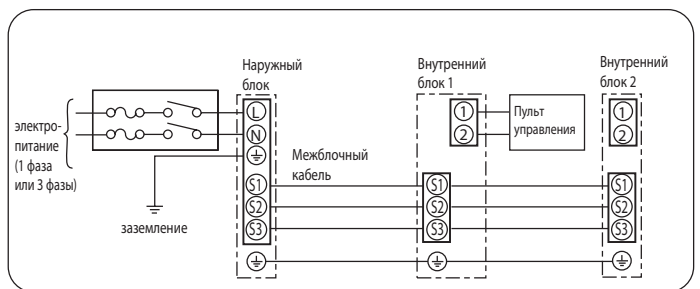 Наружный
блок
Внутренний
блок 1
Внутренний
блок 2
электро-
питание
(1 фаза
или 3 фазы)
заземление
L
N
S1
S2
S3
Межблочный
кабель
1
2
Пульт
управления
S1
S2
S3
1
2
S1
S2
S3